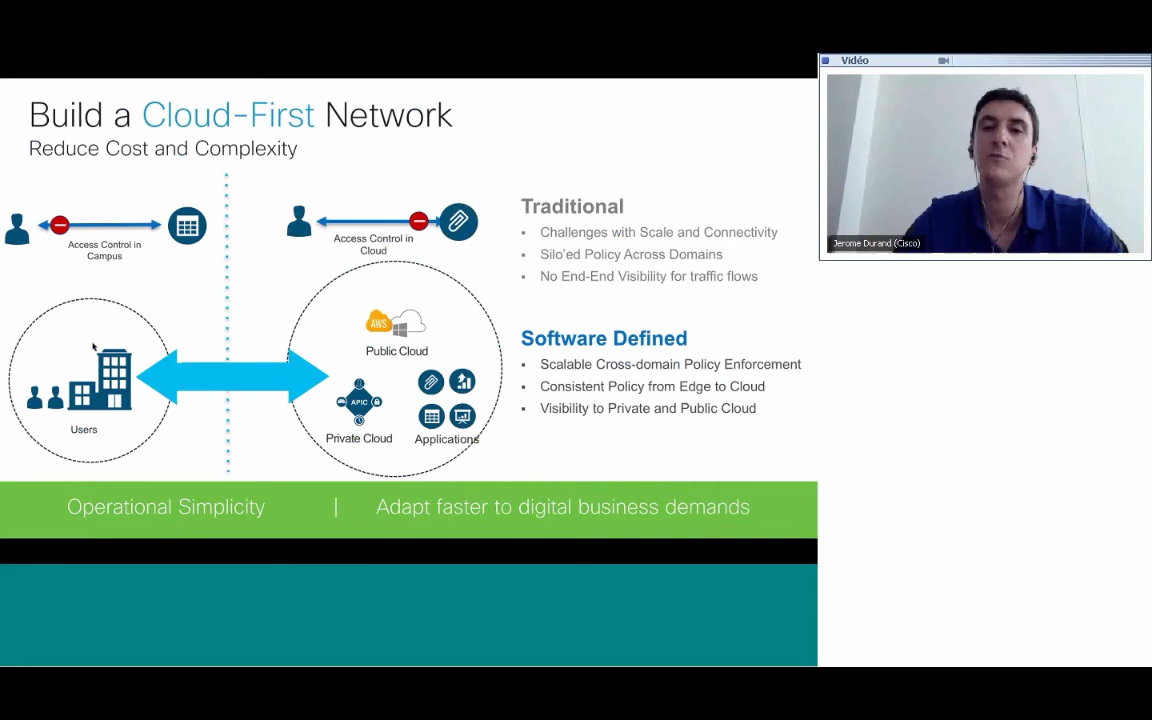 Build a Cloud-First Network
Reduce Cost and Complexity
Access Control in
Campus
Access Control in
Cloud
AWS
Public Cloud
APIC
Private Cloud
Applications
Users
Traditional
Challenges with Scale and Connectivity
Silo'ed Policy Across Domains
No End-End Visibility for traffic flows
Software Defined
Scalable Cross-domain Policy Enforcement
Consistent Policy from Edge to Cloud
Visibility to Private and Public Cloud
Operational Simplicity | Adapt faster to digital business demands
Vidéo
Jerome Durand (Cisco)